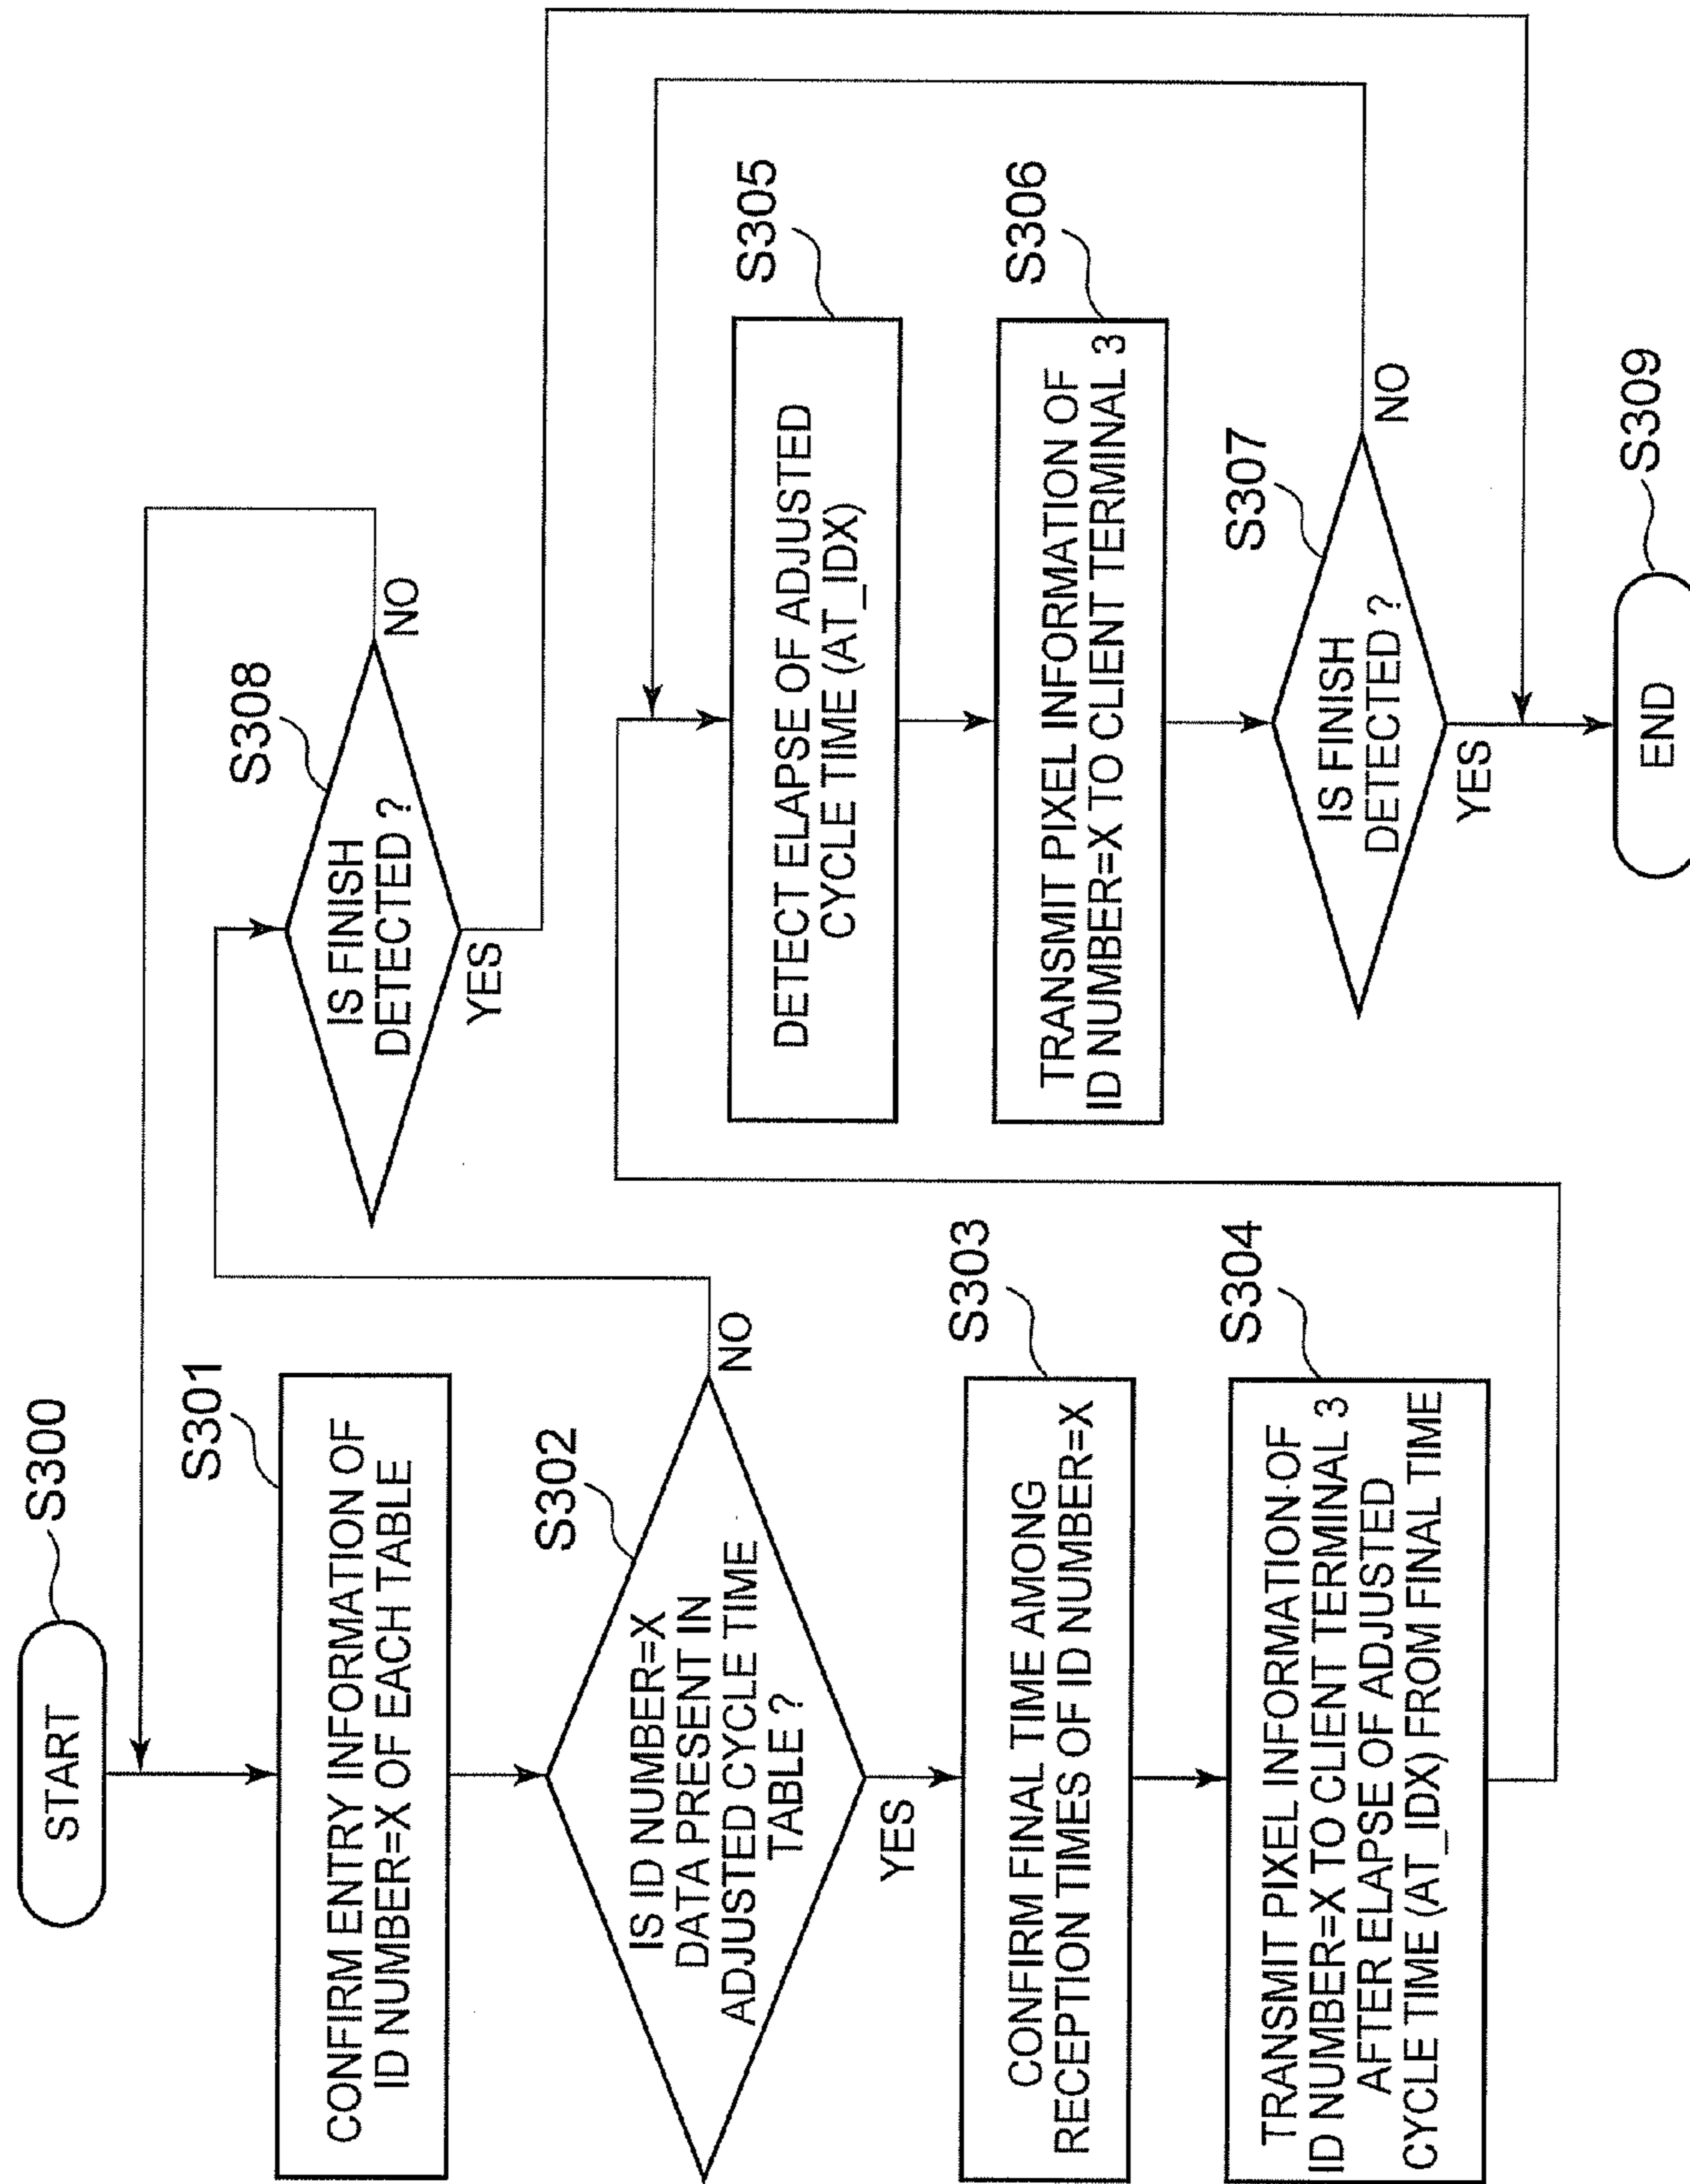 START
S300
CONFIRM ENTRY INFORMATION OF
ID NUMBER=X OF EACH TABLE
S301
IS ID NUMBER=X
DATA PRESENT IN
ADJUSTED CYCLE TIME
TABLE ?
S302
NO
YES
CONFIRM FINAL TIME AMONG
RECEPTION TIMES OF ID NUMBER=X
S303
TRANSMIT PIXEL INFORMATION OF
ID NUMBER=X TO CLIENT TERMINAL 3
AFTER ELAPSE OF ADJUSTED
CYCLE TIME (AT_IDX) FROM FINAL TIME
S304
IS FINISH
DETECTED ?
S308
NO
YES
DETECT ELAPSE OF ADJUSTED
CYCLE TIME (AT_IDX)
S305
TRANSMIT PIXEL INFORMATION OF
ID NUMBER=X TO CLIENT TERMINAL 3
S306
IS FINISH
DETECTED ?
S307
NO
YES
END
S309